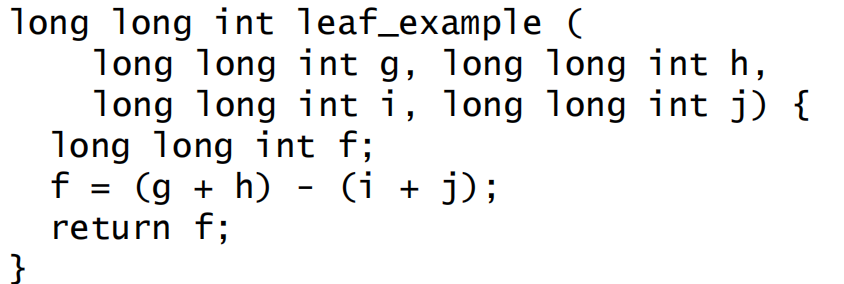 long long int leaf_example (
    long long int g, long long int h,
    long long int i, long long int j) {
  long long int f;
  f = (g + h) - (i + j);
  return f;
}